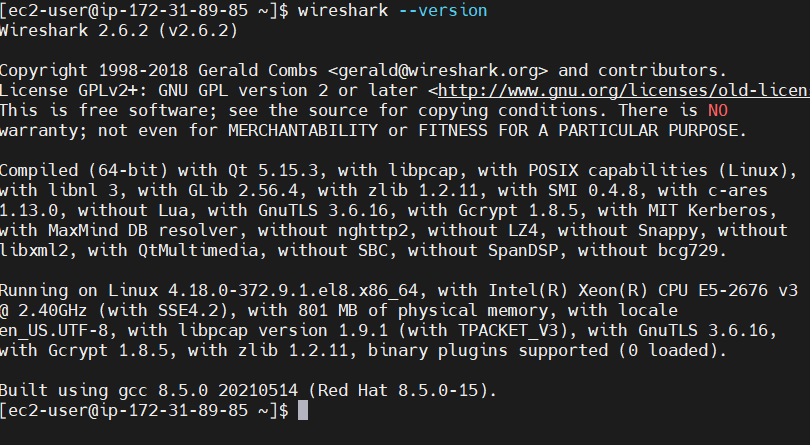 [ec2-user@ip-172-31-89-85 ~]$ wireshark --version
Wireshark 2.6.2 (v2.6.2)
Copyright 1998-2018 Gerald Combs <gerald@wireshark.org> and contributors.
License GPLv2+: GNU GPL version 2 or later <http://www.gnu.org/licenses/old-licen
This is free software; see the source for copying conditions. There is NO
warranty; not even for MERCHANTABILITY or FITNESS FOR A PARTICULAR PURPOSE.
Compiled (64-bit) with Qt 5.15.3, with libpcap, with POSIX capabilities (Linux),
with libnl 3, with GLib 2.56.4, with zlib 1.2.11, with SMI 0.4.8, with c-ares
1.13.0, without Lua, with GnuTLS 3.6.16, with Gcrypt 1.8.5, with MIT Kerberos,
with MaxMind DB resolver, without nghttp2, without LZ4, without Snappy, without
libxml2, with QtMultimedia, without SBC, without SpanDSP, without bcg729.
Running on Linux 4.18.0-372.9.1.el8.x86_64, with Intel(R) Xeon(R) CPU E5-2676 v3
@ 2.40GHz (with SSE4.2), with 801 MB of physical memory, with locale
en_US.UTF-8, with libpcap version 1.9.1 (with TPACKET_V3), with GnuTLS 3.6.16,
with Gcrypt 1.8.5, with zlib 1.2.11, binary plugins supported (0 loaded).
Built using gcc 8.5.0 20210514 (Red Hat 8.5.0-15).
[ec2-user@ip-172-31-89-85 ~]$